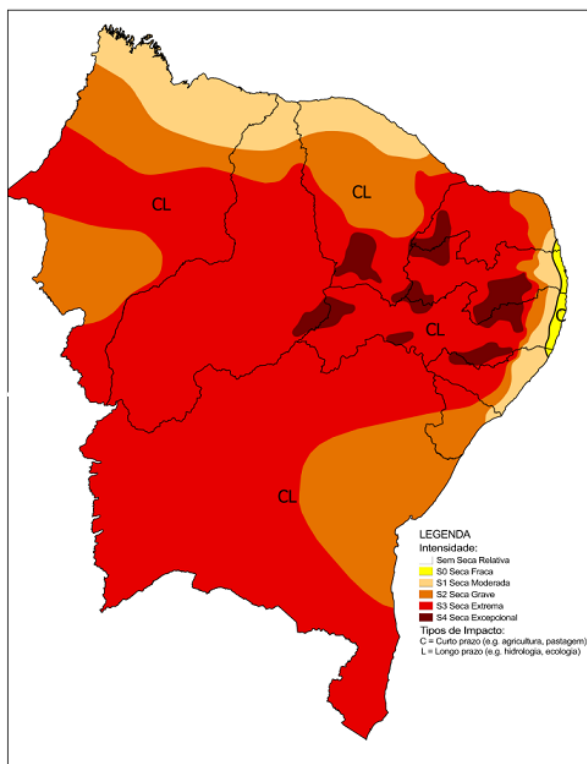 CL
CL
C
CL
CL
LEGENDA
Intensidade:
Sem Seca Relativa
S0 Seca Fraca
S1 Seca Moderada
S2 Seca Grave
S3 Seca Extrema
S4 Seca Excepcional
Tipos de Impacto:
C = Curto prazo (e.g. agricultura, pastagem)
L = Longo prazo (e.g. hidrologia, ecologia)